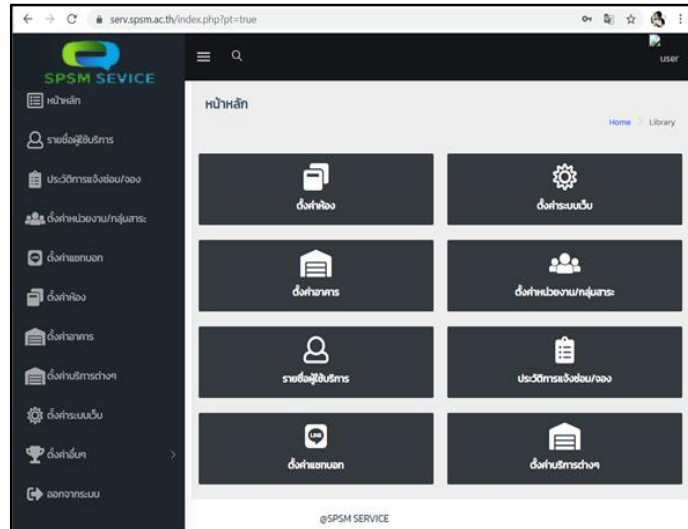 serv.spsm.ac.th/index.php?pt=true
SPSM SEVICE
user
หน้าหลัก
รายชื่อผู้ใช้บริการ
ประวัติการแจ้งซ่อม/จอง
ตั้งค่าหน่วยงาน/กลุ่มสาระ
ตั้งค่าแชทบอท
ตั้งค่าห้อง
ตั้งค่าอาคาร
ตั้งค่าบริการต่างๆ
ตั้งค่าระบบเว็บ
ตั้งค่าอื่นๆ
ออกจากระบบ
หน้าหลัก
Home > Library
ตั้งค่าห้อง
ตั้งค่าระบบเว็บ
ตั้งค่าอาคาร
ตั้งค่าหน่วยงาน/กลุ่มสาระ
รายชื่อผู้ใช้บริการ
ประวัติการแจ้งซ่อม/จอง
LINE
ตั้งค่าแชทบอท
ตั้งค่าบริการต่างๆ
@SPSM SERVICE